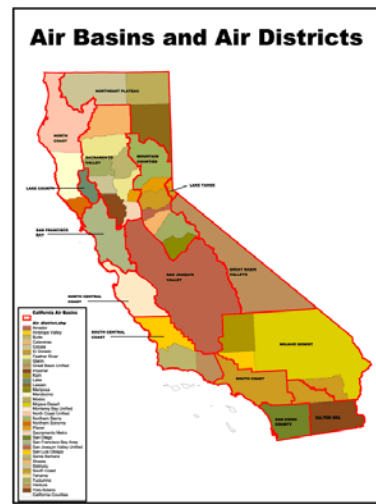 Air Basins and Air Districts
NORTHEAST PLATEAU
NORTH
COAST
SACRAMENTO
VALLEY
MOUNTAIN
COUNTIES
LAKE COUNTY
LAKE TAHOE
SAN FRANCISCO
BAY
SAN JOAQUIN
VALLEY
GREAT BASIN
VALLEYS
NORTH CENTRAL
COAST
SOUTH CENTRAL
COAST
MOJAVE DESERT
SOUTH COAST
SAN DIEGO
COUNTY
SALTON SEA
California Air Basins
Amador
Antelope Valley
Butte
Calaveras
Colusa
El Dorado
Feather River
Glenn
Great Basin Unified
Imperial
Kern
Lake
Lassen
Mariposa
Mendocino
Modoc
Mojave Desert
Monterey Bay Unified
North Coast Unified
Northern Sierra
Northern Sonoma
Placer
Sacramento Metro
San Diego
San Francisco Bay Area
San Joaquin Valley Unified
San Luis Obispo
Santa Barbara
Shasta
Siskiyou
South Coast
Tehama
Tuolumne
Ventura
Yolo-Solano
California Counties